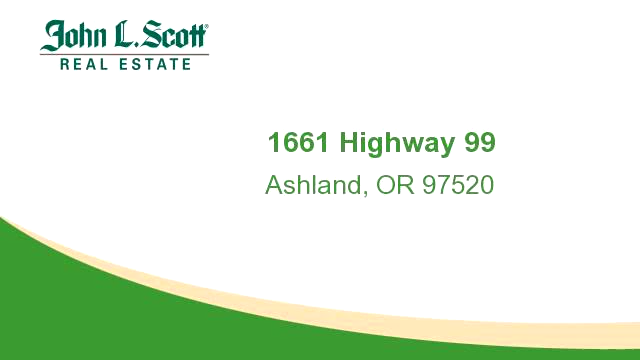 John L. Scott®
REAL ESTATE
1661 Highway 99
Ashland, OR 97520